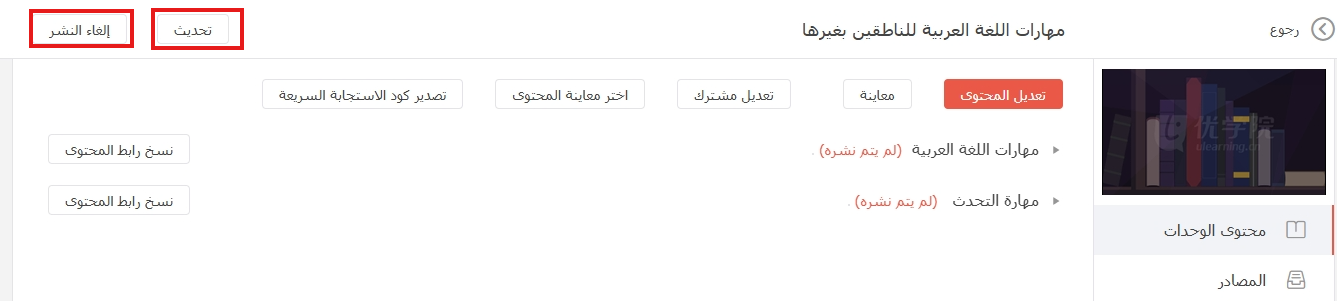 رجوع
مهارات اللغة العربية للناطقين بغيرها
تحديث
إلغاء النشر
تعديل المحتوى
معاينة
تعديل مشترك
اختر معاينة المحتوى
تصدير كود الاستجابة السريعة
مهارات اللغة العربية (لم يتم نشره) .
نسخ رابط المحتوى
مهارة التحدث (لم يتم نشره) .
نسخ رابط المحتوى
优学院
ulearning.cn
محتوى الوحدات
المصادر